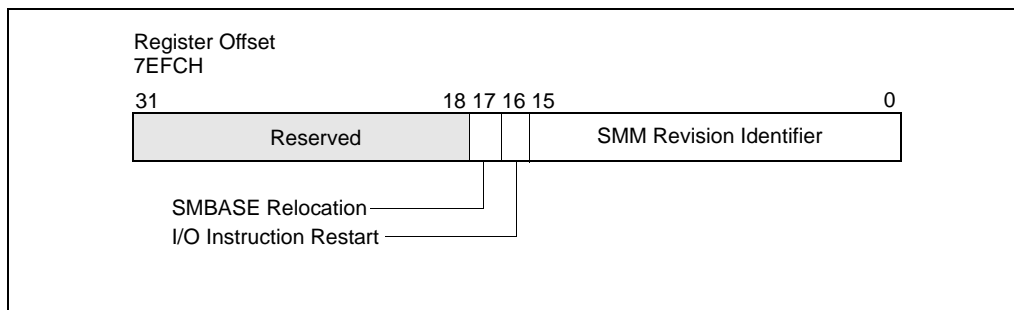 Register Offset
7EFCH
31 18 17 16 15 0
Reserved SMM Revision Identifier
SMBASE Relocation
I/O Instruction Restart